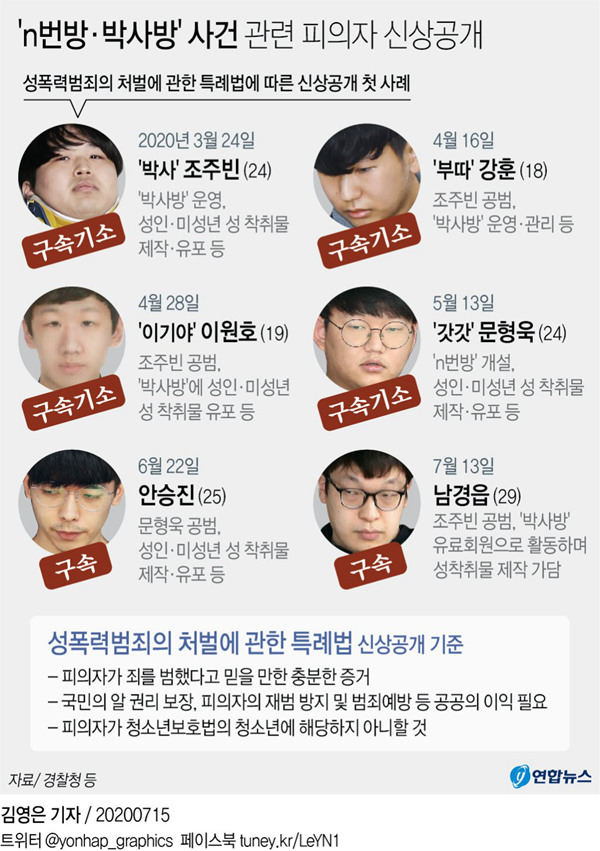 'n번방·박사방' 사건 관련 피의자 신상공개
성폭력범죄의 처벌에 관한 특례법에 따른 신상공개 첫 사례
2020년 3월 24일
'박사' 조주빈 (24)
'박사방' 운영,
성인·미성년 성 착취물
제작·유포 등
구속기소
4월 16일
'부따' 강훈 (18)
조주빈 공범,
'박사방' 운영·관리 등
구속기소
4월 28일
'이기야' 이원호 (19)
조주빈 공범,
'박사방'에 성인·미성년
성 착취물 유포 등
구속기소
5월 13일
'갓갓' 문형욱 (24)
'n번방' 개설,
성인·미성년 성 착취물
제작·유포 등
구속기소
6월 22일
안승진 (25)
문형욱 공범,
성인·미성년 성 착취물
제작·유포 등
구속
7월 13일
남경읍 (29)
조주빈 공범, '박사방'
유료회원으로 활동하며
성착취물 제작 가담
구속
성폭력범죄의 처벌에 관한 특례법 신상공개 기준
– 피의자가 죄를 범했다고 믿을 만한 충분한 증거
– 국민의 알 권리 보장, 피의자의 재범 방지 및 범죄예방 등 공공의 이익 필요
– 피의자가 청소년보호법의 청소년에 해당하지 아니할 것
자료/ 경찰청 등
연합뉴스
김영은 기자 / 20200715
트위터 @yonhap_graphics 페이스북 tuney.kr/LeYN1